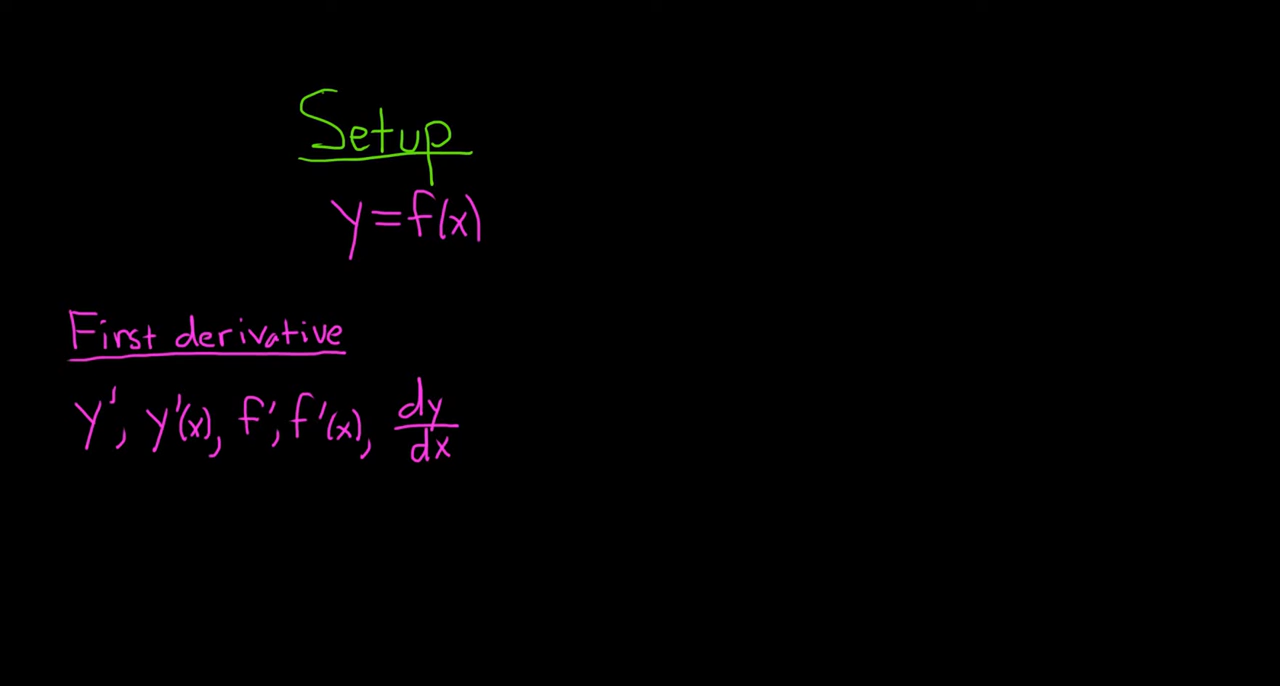 Setup
y=f(x)
First derivative
y', y'(x), f', f'(x), dy/dx